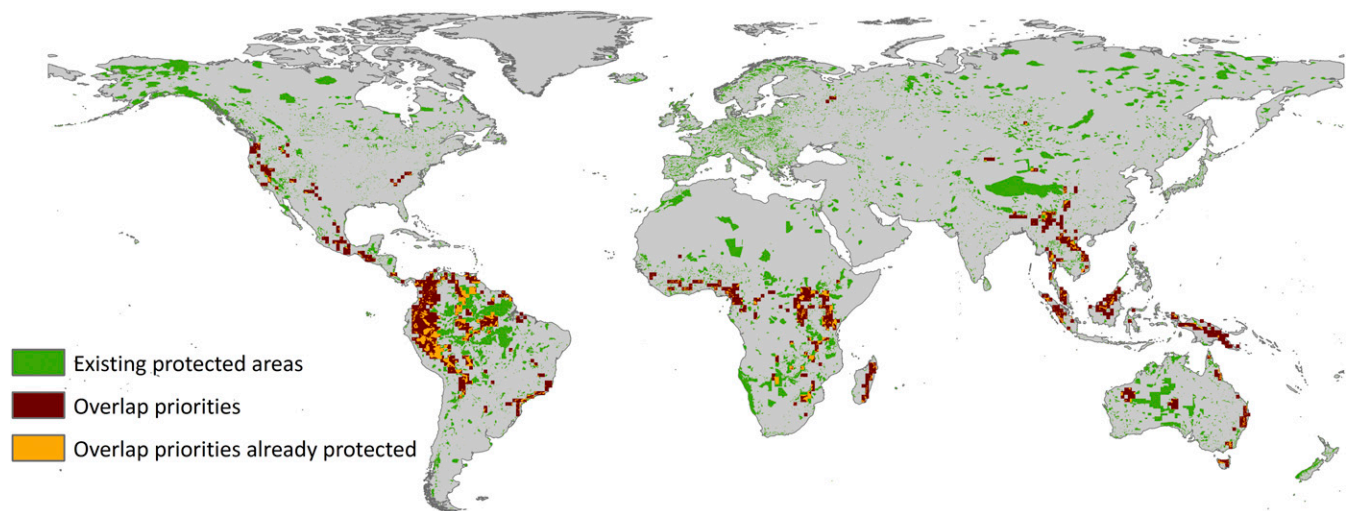 Existing protected areas
Overlap priorities
Overlap priorities already protected